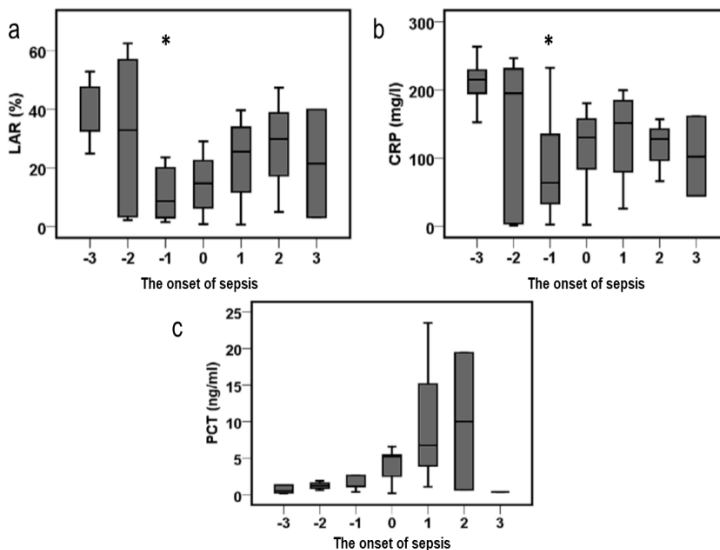 a
*
LAR (%)
60
40
20
0
-3 -2 -1 0 1 2 3
The onset of sepsis
b
*
CRP (mg/l)
300
200
100
0
-3 -2 -1 0 1 2 3
The onset of sepsis
c
PCT (ng/ml)
25
20
15
10
5
0
-3 -2 -1 0 1 2 3
The onset of sepsis